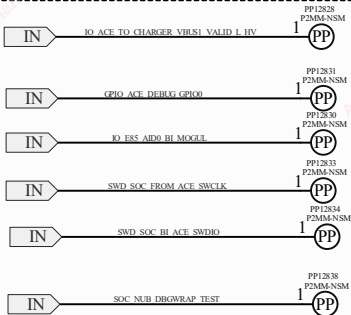 PP12828
P2MM-NSM
IN IO_ACE_TO_CHARGER_VBUS1_VALID_L_HV 1 PP
PP12831
P2MM-NSM
IN GPIO_ACE_DEBUG_GPIO0 1 PP
PP12830
P2MM-NSM
IN IO_E85_AID0_BI_MOGUL 1 PP
PP12833
P2MM-NSM
IN SWD_SOC_FROM_ACE_SWCLK 1 PP
PP12834
P2MM-NSM
IN SWD_SOC_BI_ACE_SWDIO 1 PP
PP12838
P2MM-NSM
IN SOC_NUB_DBGWRAP_TEST 1 PP